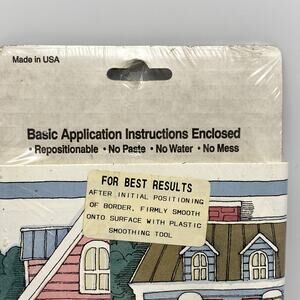 Made in USA
Basic Application Instructions Enclosed
• Repositionable • No Paste • No Water • No Mess
FOR BEST RESULTS
AFTER INITIAL POSITIONING
OF BORDER, FIRMLY SMOOTH
ONTO SURFACE WITH PLASTIC
SMOOTHING TOOL